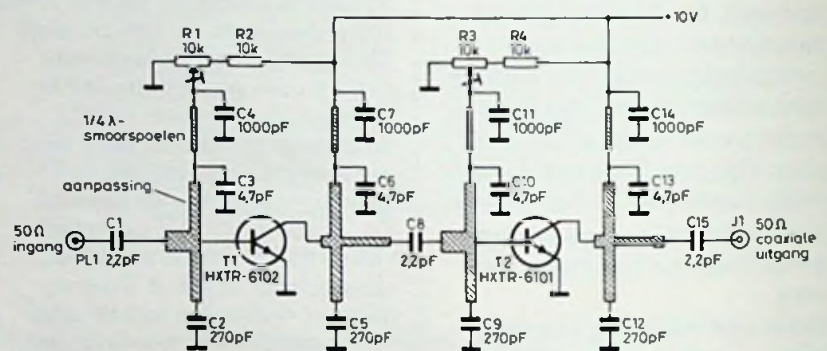 +10V
R1
10k
R2
10k
R3
10k
R4
10k
C4
1000pF
C7
1000pF
C11
1000pF
C14
1000pF
1/4 λ-
smoorspoelen
C3
4,7pF
C6
4,7pF
C10
4,7pF
C13
4,7pF
aanpassing
50Ω
ingang
PL1
C1
2,2pF
T1
HXTR-6102
C8
2,2pF
T2
HXTR-6101
C15
2,2pF
J1
50Ω
coaxiale
uitgang
C2
270pF
C5
270pF
C9
270pF
C12
270pF